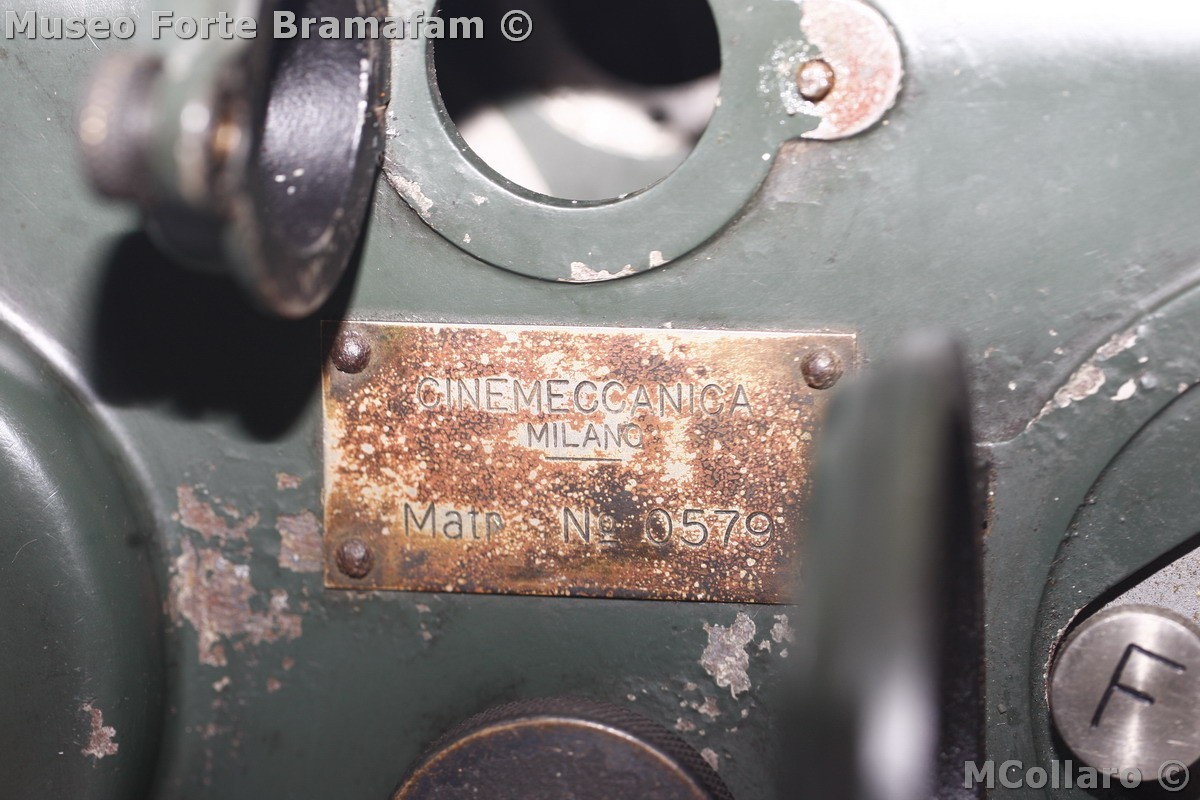 Museo Forte Bramafam ©
CINEMECCANICA
MILANO
Matr Nº 0579
F
MCollaro ©